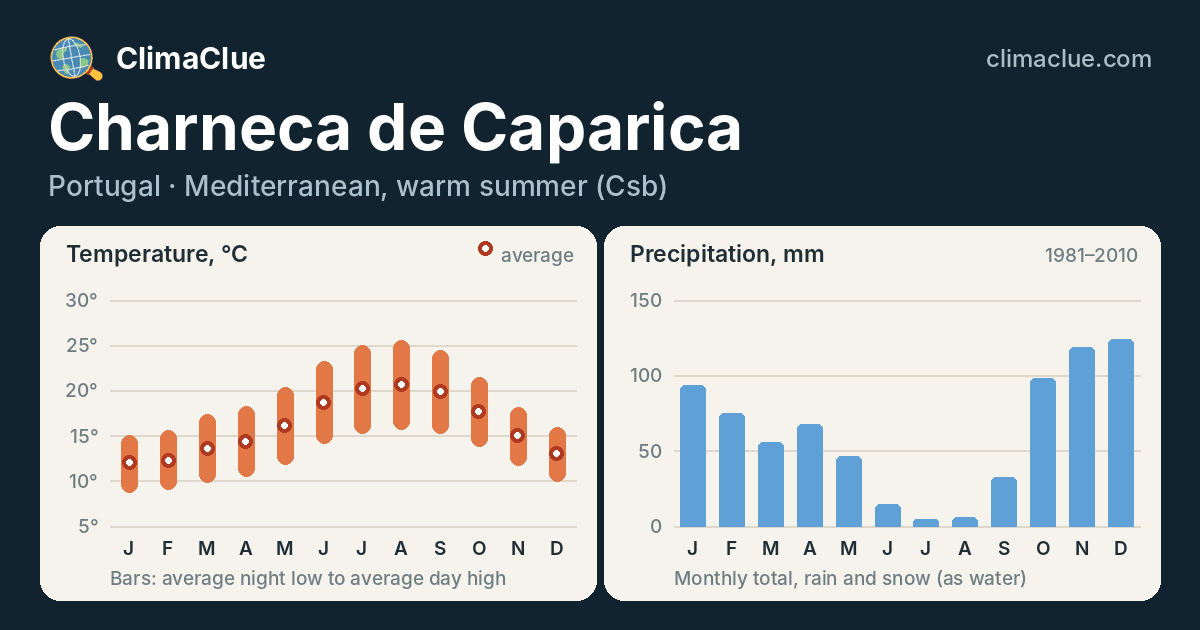 ClimaClue
climaclue.com
Charneca de Caparica
Portugal · Mediterranean, warm summer (Csb)
Temperature, °C
average
30°
25°
20°
15°
10°
5°
J F M A M J J A S O N D
Bars: average night low to average day high
Precipitation, mm
1981–2010
150
100
50
0
J F M A M J J A S O N D
Monthly total, rain and snow (as water)